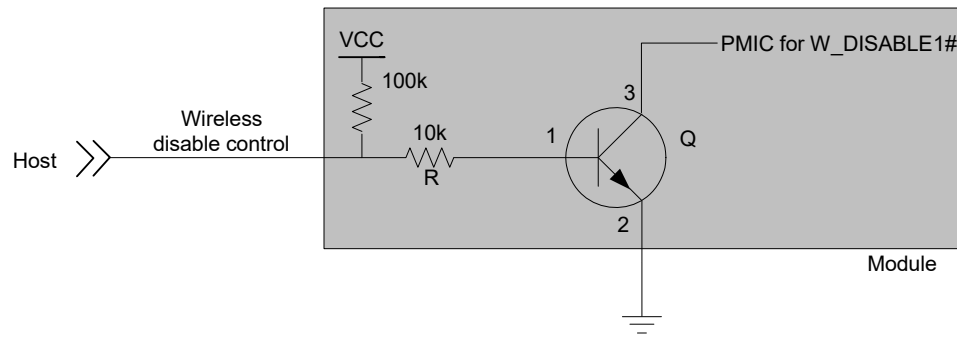 VCC
PMIC for W_DISABLE1#
100k
3
Wireless
disable control
10k
1
Q
Host
R
2
Module